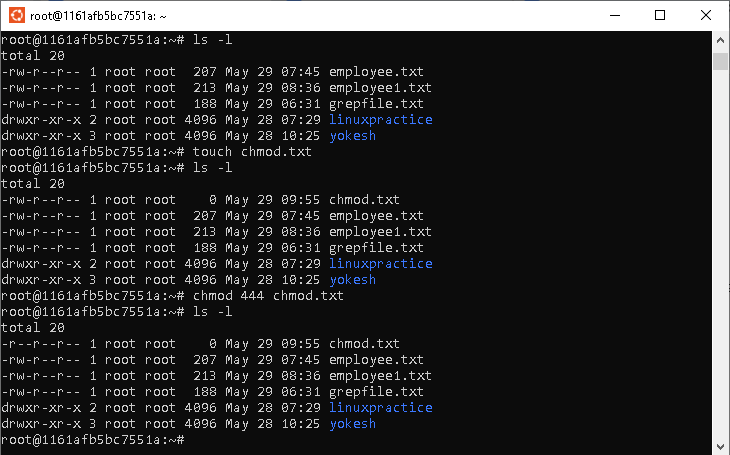 root@1161afb5bc7551a: ~
root@1161afb5bc7551a:~# ls -l
total 20
-rw-r--r-- 1 root root  207 May 29 07:45 employee.txt
-rw-r--r-- 1 root root  213 May 29 08:36 employee1.txt
-rw-r--r-- 1 root root  188 May 29 06:31 grepfile.txt
drwxr-xr-x 2 root root 4096 May 28 07:29 linuxpractice
drwxr-xr-x 3 root root 4096 May 28 10:25 yokesh
root@1161afb5bc7551a:~# touch chmod.txt
root@1161afb5bc7551a:~# ls -l
total 20
-rw-r--r-- 1 root root    0 May 29 09:55 chmod.txt
-rw-r--r-- 1 root root  207 May 29 07:45 employee.txt
-rw-r--r-- 1 root root  213 May 29 08:36 employee1.txt
-rw-r--r-- 1 root root  188 May 29 06:31 grepfile.txt
drwxr-xr-x 2 root root 4096 May 28 07:29 linuxpractice
drwxr-xr-x 3 root root 4096 May 28 10:25 yokesh
root@1161afb5bc7551a:~# chmod 444 chmod.txt
root@1161afb5bc7551a:~# ls -l
total 20
-r--r--r-- 1 root root    0 May 29 09:55 chmod.txt
-rw-r--r-- 1 root root  207 May 29 07:45 employee.txt
-rw-r--r-- 1 root root  213 May 29 08:36 employee1.txt
-rw-r--r-- 1 root root  188 May 29 06:31 grepfile.txt
drwxr-xr-x 2 root root 4096 May 28 07:29 linuxpractice
drwxr-xr-x 3 root root 4096 May 28 10:25 yokesh
root@1161afb5bc7551a:~#